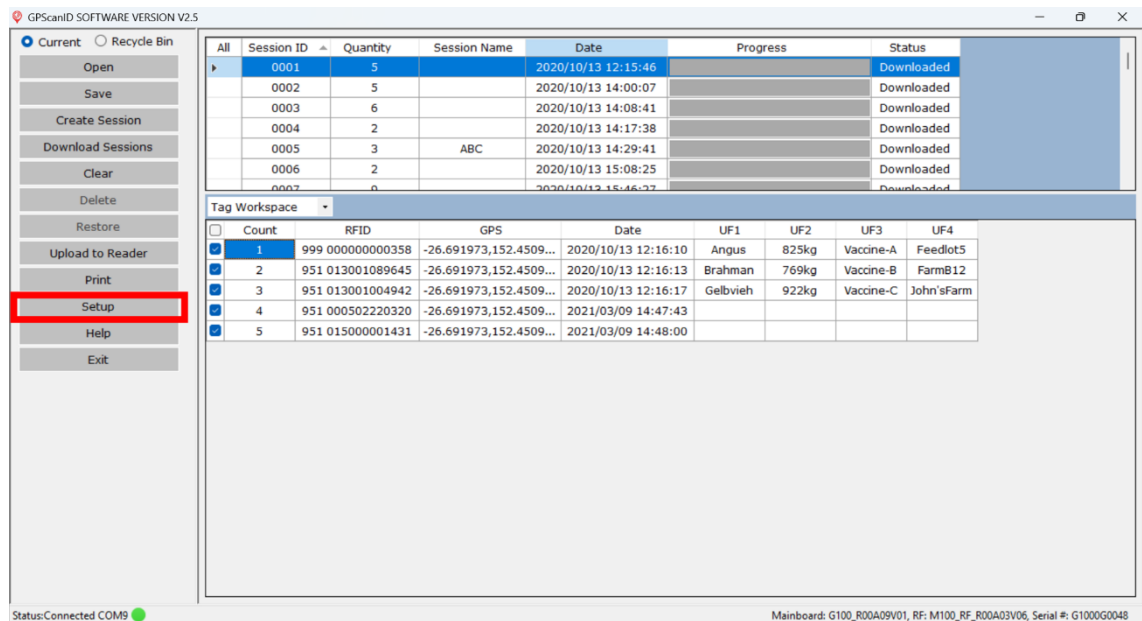 GPScanID SOFTWARE VERSION V2.5
Current Recycle Bin
Open
Save
Create Session
Download Sessions
Clear
Delete
Restore
Upload to Reader
Print
Setup
Help
Exit
All Session ID Quantity Session Name Date Progress Status
0001 5 2020/10/13 12:15:46 Downloaded
0002 5 2020/10/13 14:00:07 Downloaded
0003 6 2020/10/13 14:08:41 Downloaded
0004 2 2020/10/13 14:17:38 Downloaded
0005 3 ABC 2020/10/13 14:29:41 Downloaded
0006 2 2020/10/13 15:08:25 Downloaded
0007 2020/10/13 15:46:27 Downloaded
Tag Workspace
Count RFID GPS Date UF1 UF2 UF3 UF4
1 999 000000000358 -26.691973,152.4509... 2020/10/13 12:16:10 Angus 825kg Vaccine-A Feedlot5
2 951 013001089645 -26.691973,152.4509... 2020/10/13 12:16:13 Brahman 769kg Vaccine-B FarmB12
3 951 013001004942 -26.691973,152.4509... 2020/10/13 12:16:17 Gelbvieh 922kg Vaccine-C John'sFarm
4 951 000502220320 -26.691973,152.4509... 2021/03/09 14:47:43
5 951 015000001431 -26.691973,152.4509... 2021/03/09 14:48:00
Status:Connected COM9 Mainboard: G100_R00A09V01, RF: M100_RF_R00A03V06, Serial #: G1000G0048